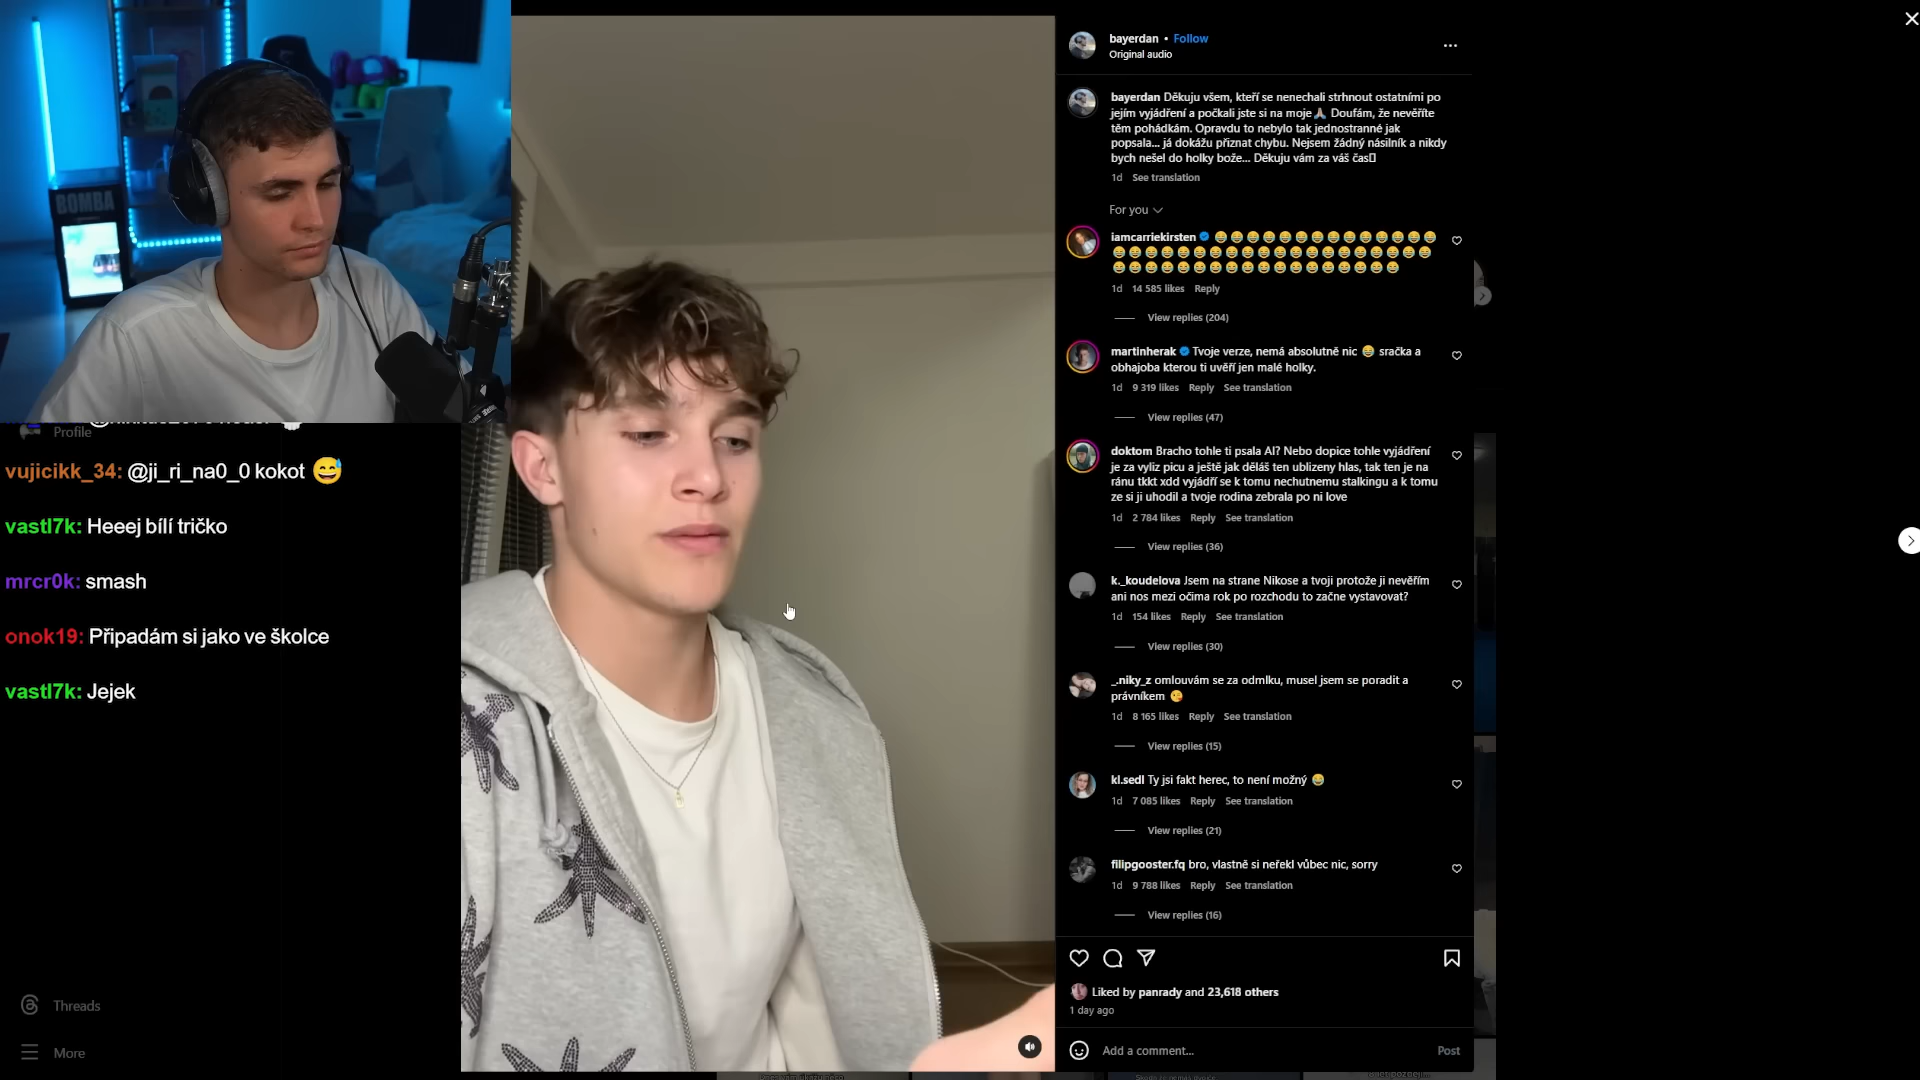 BOMBA
Profile
vujicikk_34: @ji_ri_na0_0 kokot 😅
vastl7k: Heeej bílí tričko
mrcr0k: smash
onok19: Připadám si jako ve školce
vastl7k: Jejek
Threads
More
bayerdan • Follow
Original audio
bayerdan Děkuju všem, kteří se nenechali strhnout ostatními po
jejím vyjádření a počkali jste si na moje🙏🏼 Doufám, že nevěříte
těm pohádkám. Opravdu to nebylo tak jednostranné jak
popsala... já dokážu přiznat chybu. Nejsem žádný násilník a nikdy
bych nešel do holky bože... Děkuju vám za váš čas▯
1d See translation
For you
iamcarriekirsten 😂😂😂😂😂😂😂😂😂😂😂😂😂😂
😂😂😂😂😂😂😂😂😂😂😂😂😂😂😂😂😂😂😂😂
😂😂😂😂😂😂😂😂😂😂😂😂😂😂😂😂😂😂
1d 14 585 likes Reply
View replies (204)
martinherak Tvoje verze, nemá absolutně nic 😂 sračka a
obhajoba kterou ti uvěří jen malé holky.
1d 9 319 likes Reply See translation
View replies (47)
doktom Bracho tohle ti psala AI? Nebo dopice tohle vyjádření
je za vyliz picu a ještě jak děláš ten ublizeny hlas, tak ten je na
ránu tkkt xdd vyjádří se k tomu nechutnemu stalkingu a k tomu
ze si ji uhodil a tvoje rodina zebrala po ni love
1d 2 784 likes Reply See translation
View replies (36)
k._koudelova Jsem na strane Nikose a tvoji protože ji nevěřím
ani nos mezi očima rok po rozchodu to začne vystavovat?
1d 154 likes Reply See translation
View replies (30)
_.niky_z omlouvám se za odmlku, musel jsem se poradit a
právníkem 😘
1d 8 165 likes Reply See translation
View replies (15)
kl.sedl Ty jsi fakt herec, to není možný 😂
1d 7 085 likes Reply See translation
View replies (21)
filipgooster.fq bro, vlastně si neřekl vůbec nic, sorry
1d 9 788 likes Reply See translation
View replies (16)
Liked by panrady and 23,618 others
1 day ago
Add a comment... Post